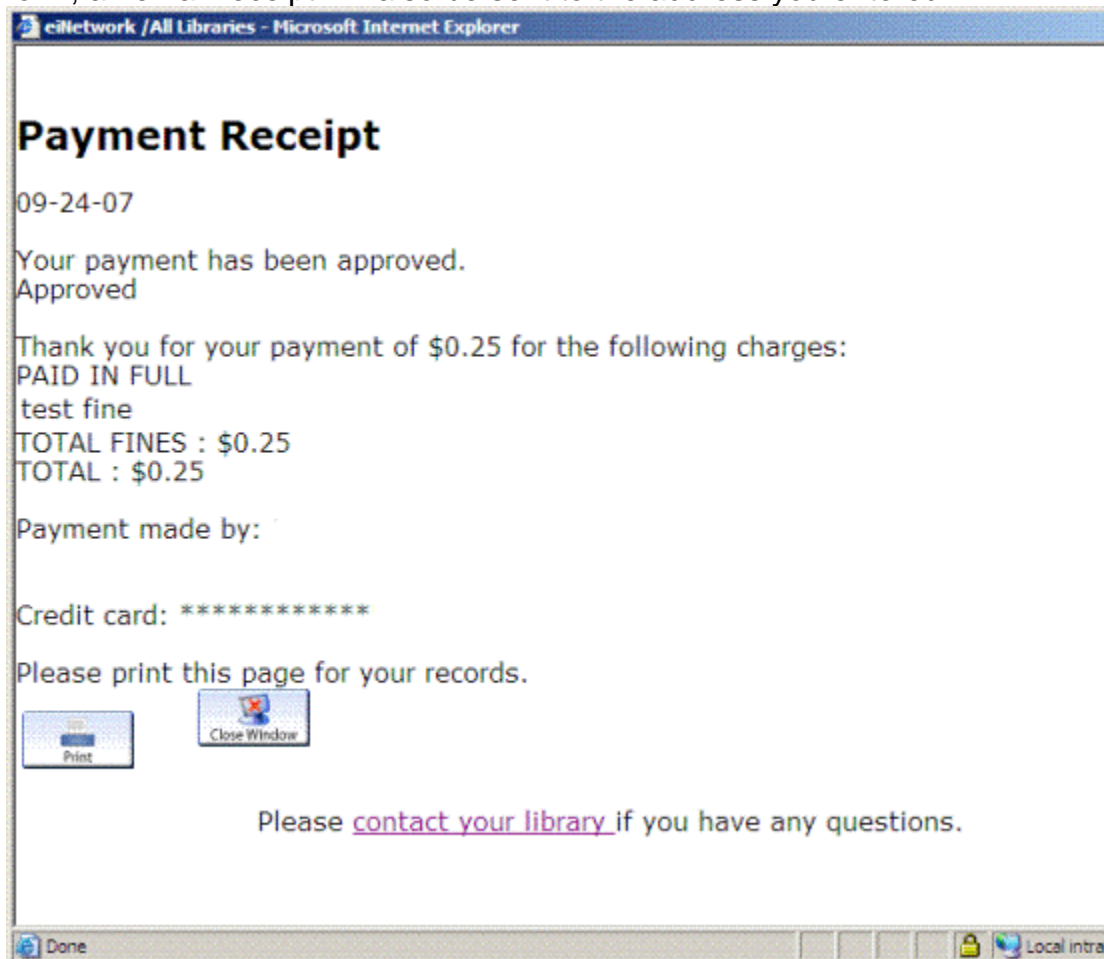 eiNetwork /All Libraries - Microsoft Internet Explorer
Payment Receipt
09-24-07
Your payment has been approved.
Approved
Thank you for your payment of $0.25 for the following charges:
PAID IN FULL
test fine
TOTAL FINES : $0.25
TOTAL : $0.25
Payment made by:
Credit card: ************
Please print this page for your records.
Print
Close Window
Please contact your library if you have any questions.
Done
Local intra